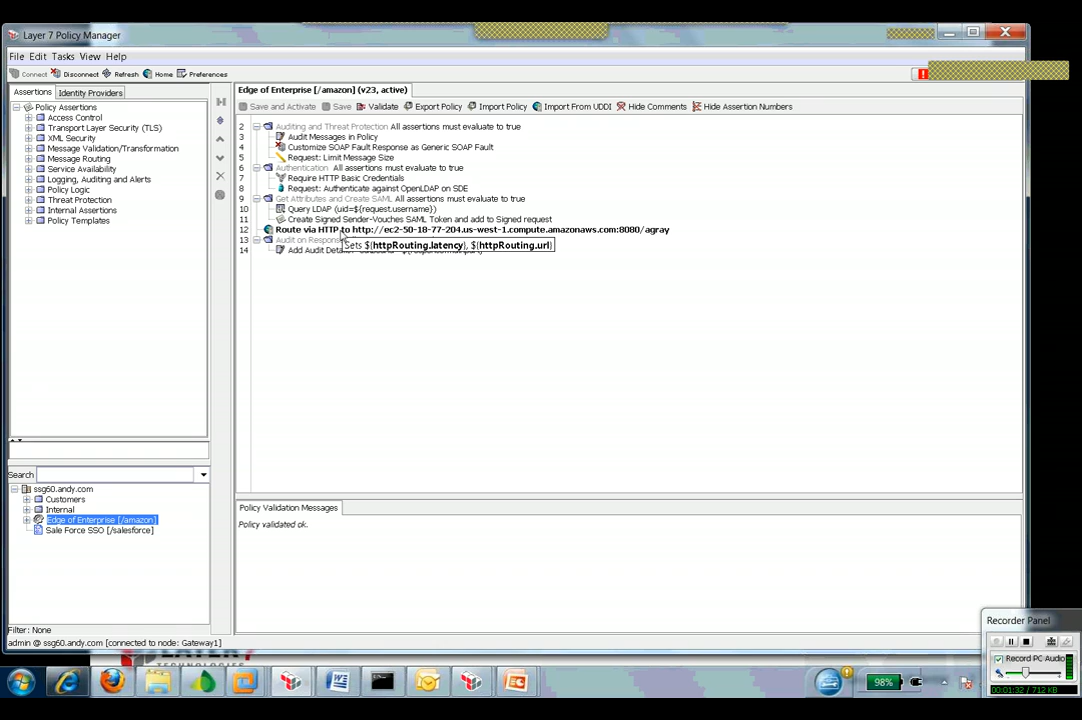 Layer 7 Policy Manager
File Edit Tasks View Help
Connect Disconnect Refresh Home Preferences
Assertions Identity Providers
Policy Assertions
Access Control
Transport Layer Security (TLS)
XML Security
Message Validation/Transformation
Message Routing
Service Availability
Logging, Auditing and Alerts
Policy Logic
Threat Protection
Internal Assertions
Policy Templates
Search
ssg60.andy.com
Customers
Internal
Edge of Enterprise [/amazon]
Sale Force SSO [/salesforce]
Filter: None
admin @ ssg60.andy.com [connected to node: Gateway1]
Edge of Enterprise [/amazon] (v23, active)
Save and Activate Save Validate Export Policy Import Policy Import From UDDI Hide Comments Hide Assertion Numbers
2 Auditing and Threat Protection All assertions must evaluate to true
3 Audit Messages in Policy
4 Customize SOAP Fault Response as Generic SOAP Fault
5 Request: Limit Message Size
6 Authentication All assertions must evaluate to true
7 Require HTTP Basic Credentials
8 Request: Authenticate against OpenLDAP on SDE
9 Get Attributes and Create SAML All assertions must evaluate to true
10 Query LDAP (uid=${request.username})
11 Create Signed Sender-Vouches SAML Token and add to Signed request
12 Route via HTTP to http://ec2-50-18-77-204.us-west-1.compute.amazonaws.com:8080/agray
13 Audit on Respons
Sets ${httpRouting.latency}, ${httpRouting.url}
14 Add Audit Detail
Policy Validation Messages
Policy validated ok.
Recorder Panel
Record PC Audio
00:01:32 / 712 KB
98%
TECHNOLOGIES